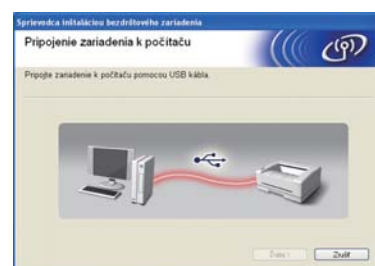 Sprievodca inštaláciou bezdrôtového zariadenia
Pripojenie zariadenia k počítaču
Pripojte zariadenie k počítaču pomocou USB kábla.
Ďalej >
Zrušiť